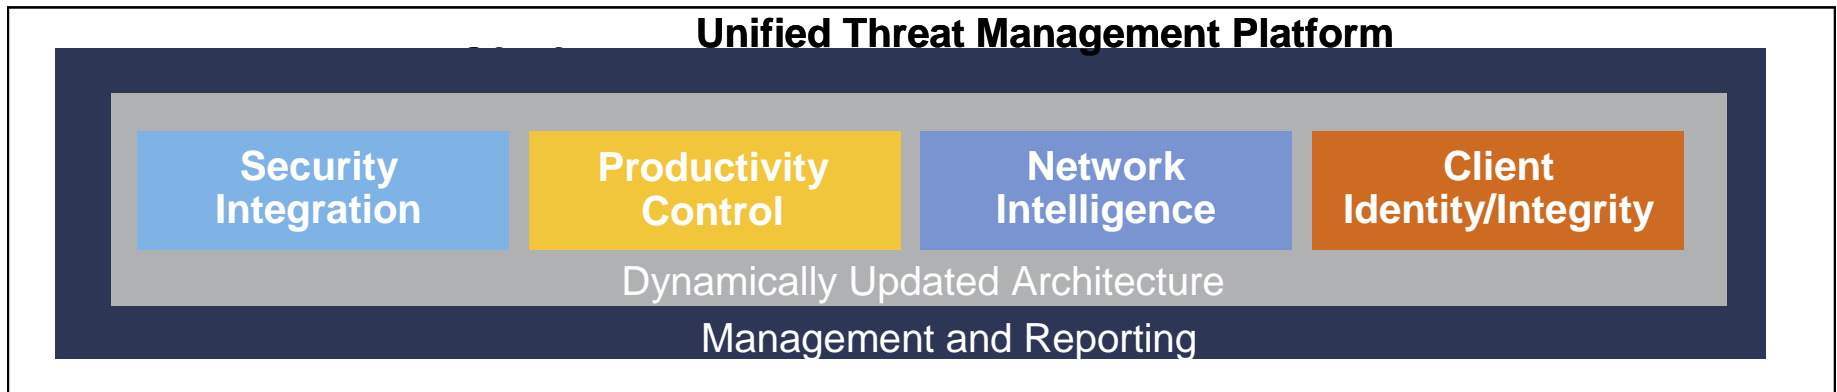 Unified Threat Management Platform
Security
Integration
Productivity
Control
Network
Intelligence
Client
Identity/Integrity
Dynamically Updated Architecture
Management and Reporting